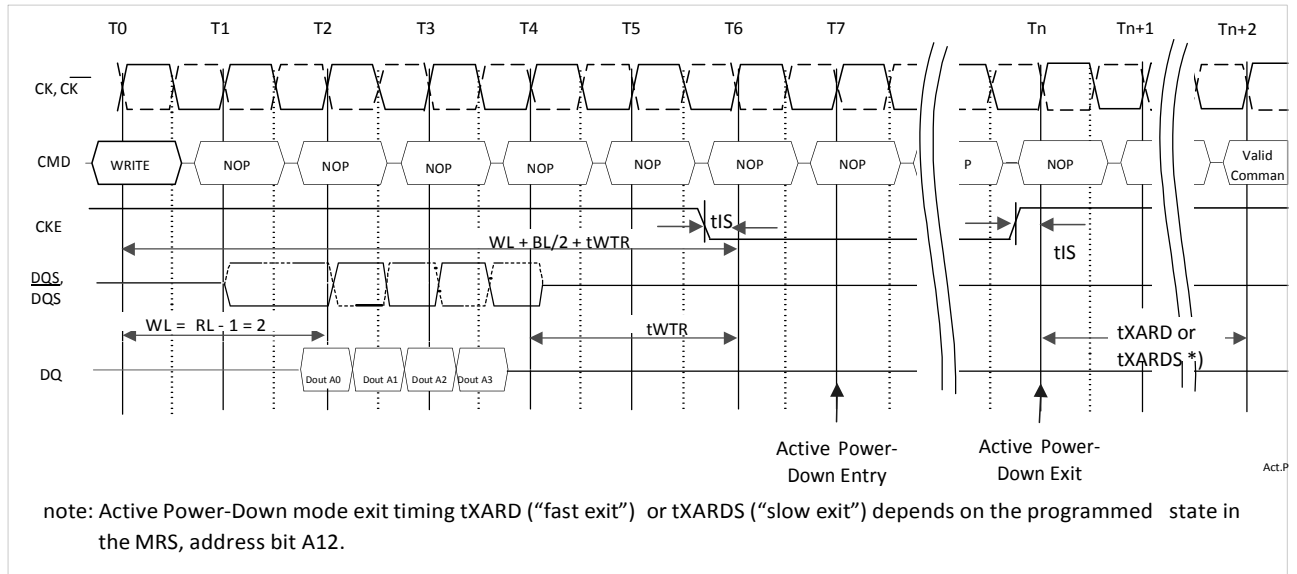 T0 T1 T2 T3 T4 T5 T6 T7 Tn Tn+1 Tn+2
CK, CK
CMD WRITE NOP NOP NOP NOP NOP NOP NOP P NOP Valid
Comman
CKE tIS tIS
WL + BL/2 + tWTR
DQS,
DQS
WL = RL - 1 = 2 tWTR tXARD or
tXARDS *)
DQ Dout A0 Dout A1 Dout A2 Dout A3
Active Power-
Down Entry
Active Power-
Down Exit
Act.P
note: Active Power-Down mode exit timing tXARD (“fast exit”) or tXARDS (“slow exit”) depends on the programmed state in
the MRS, address bit A12.